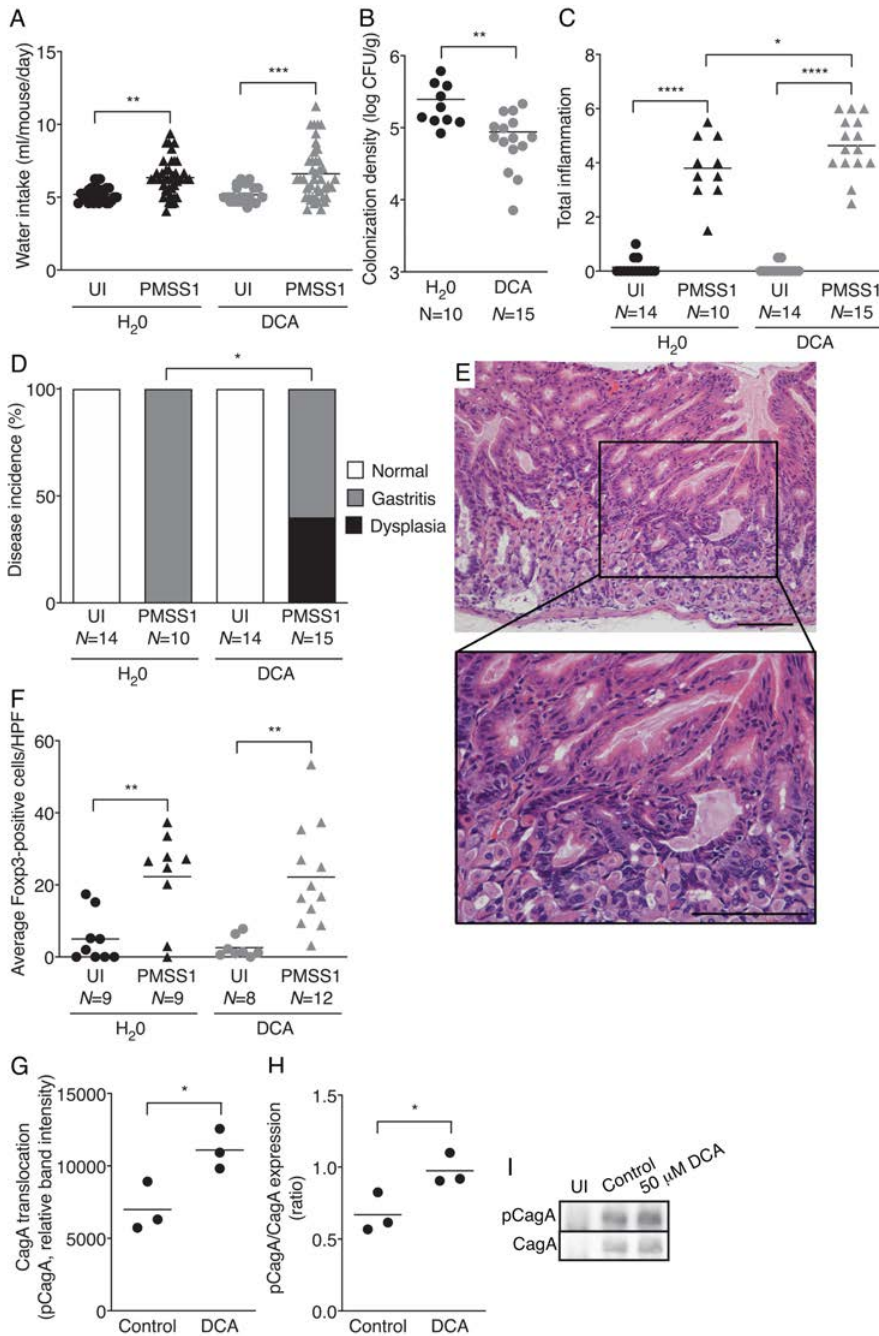 A
Water intake (ml/mouse/day)
15
10
5
0
**
***
UI PMSS1 UI PMSS1
H20 DCA
B
Colonization density (log CFU/g)
6
5
4
3
**
H20 DCA
N=10 N=15
C
Total inflammation
8
6
4
2
0
*
****
****
UI PMSS1 UI PMSS1
N=14 N=10 N=14 N=15
H20 DCA
D
Disease incidence (%)
100
50
0
*
Normal
Gastritis
Dysplasia
UI PMSS1 UI PMSS1
N=14 N=10 N=14 N=15
H20 DCA
E
F
Average Foxp3-positive cells/HPF
60
40
20
0
**
**
UI PMSS1 UI PMSS1
N=9 N=9 N=8 N=12
H20 DCA
G
CagA translocation
(pCagA, relative band intensity)
15000
10000
5000
0
*
Control DCA
H
pCagA/CagA expression
(ratio)
1.5
1.0
0.5
0.0
*
Control DCA
I
UI Control 50 μM DCA
pCagA
CagA